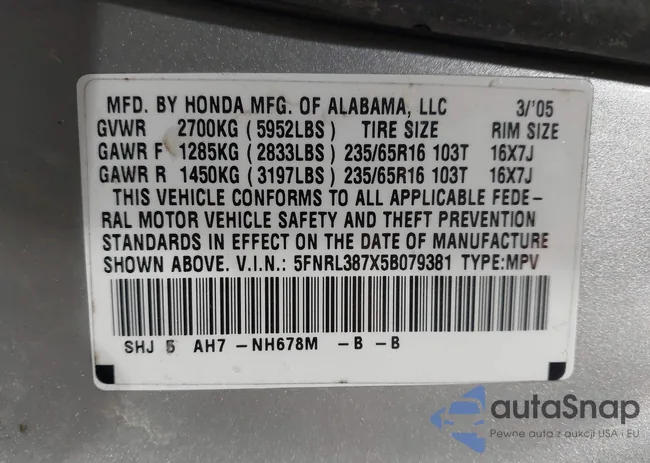 MFD. BY HONDA MFG. OF ALABAMA, LLC 3/'05
GVWR 2700KG (5952LBS) TIRE SIZE RIM SIZE
GAWR F 1285KG (2833LBS) 235/65R16 103T 16X7J
GAWR R 1450KG (3197LBS) 235/65R16 103T 16X7J
THIS VEHICLE CONFORMS TO ALL APPLICABLE FEDE-
RAL MOTOR VEHICLE SAFETY AND THEFT PREVENTION
STANDARDS IN EFFECT ON THE DATE OF MANUFACTURE
SHOWN ABOVE. V.I.N.: 5FNRL387X5B079381 TYPE:MPV
SHJ 5 AH7 -NH678M -B -B
autaSnap
Pewne auta z aukcji USA i EU